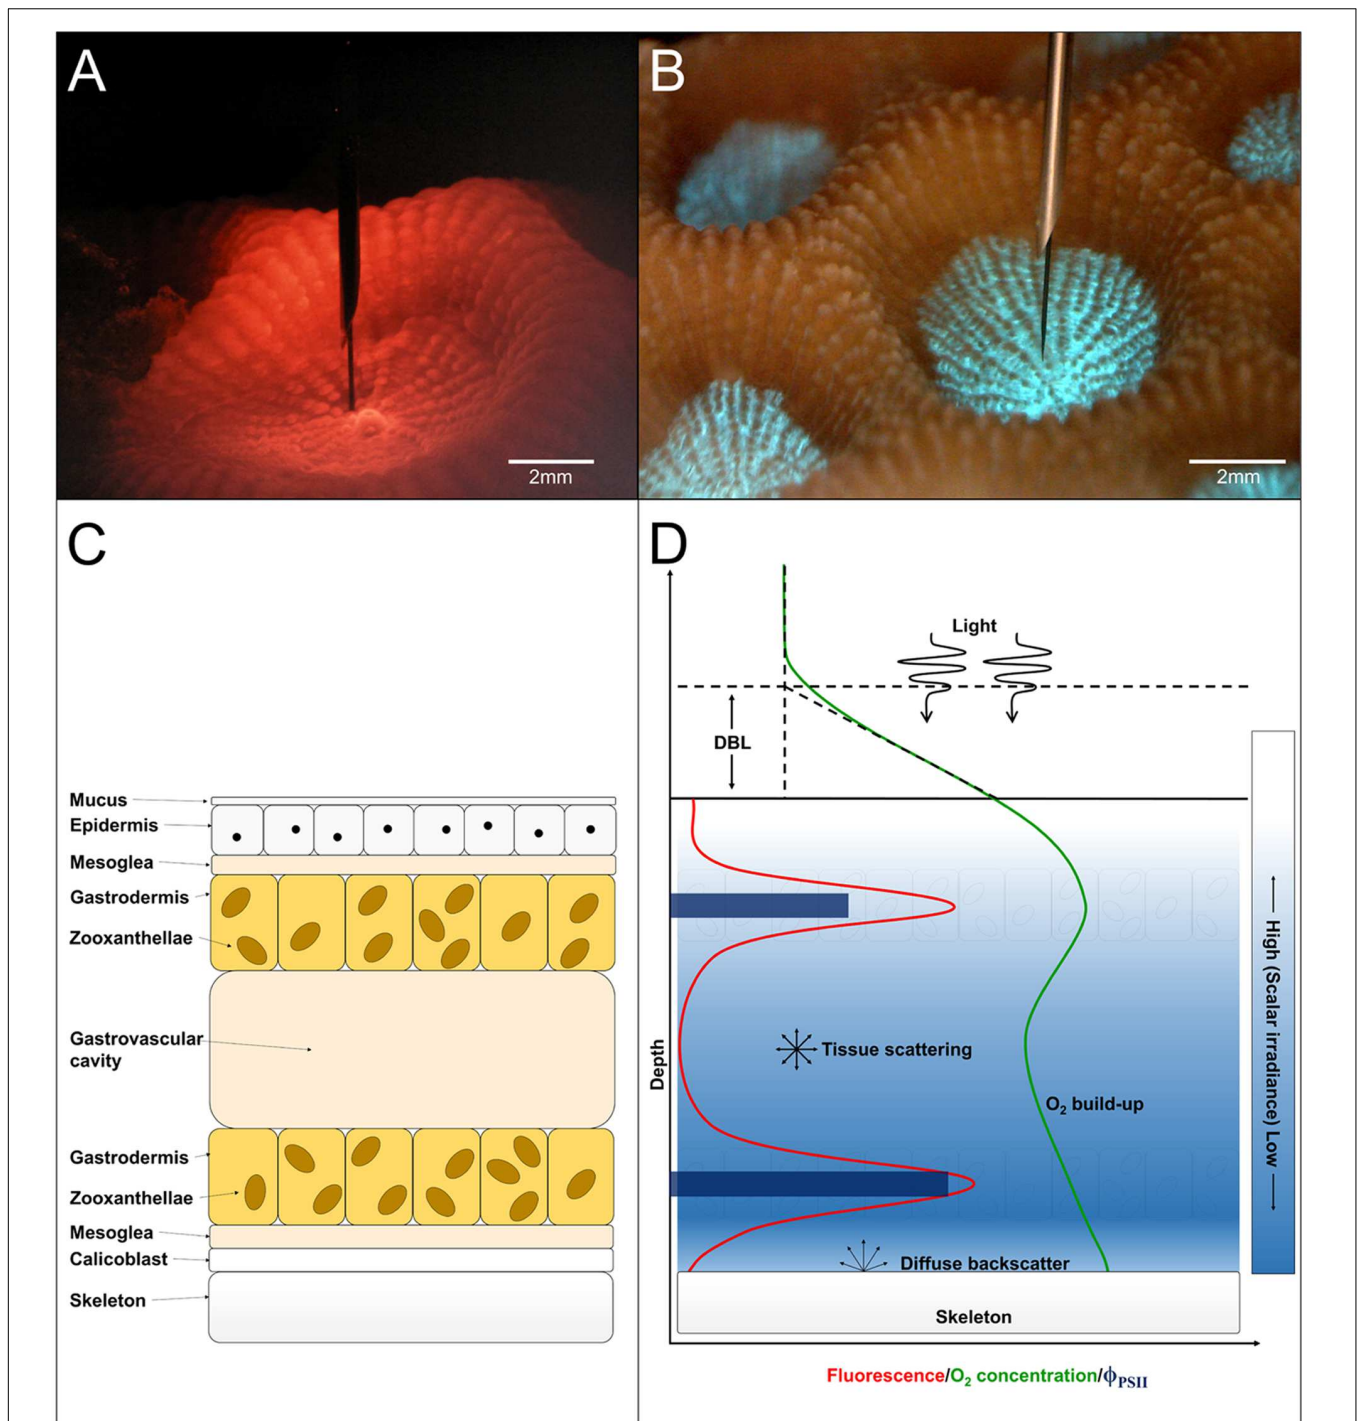 A
B
2mm
2mm
C
D
Light
DBL
Mucus
Epidermis
Mesoglea
Gastrodermis
Zooxanthellae
Gastrovascular
cavity
Tissue scattering
O₂ build-up
Depth
High (Scalar irradiance) Low
Gastrodermis
Zooxanthellae
Mesoglea
Calicoblast
Diffuse backscatter
Skeleton
Skeleton
Fluorescence/O₂ concentration/ϕPSII